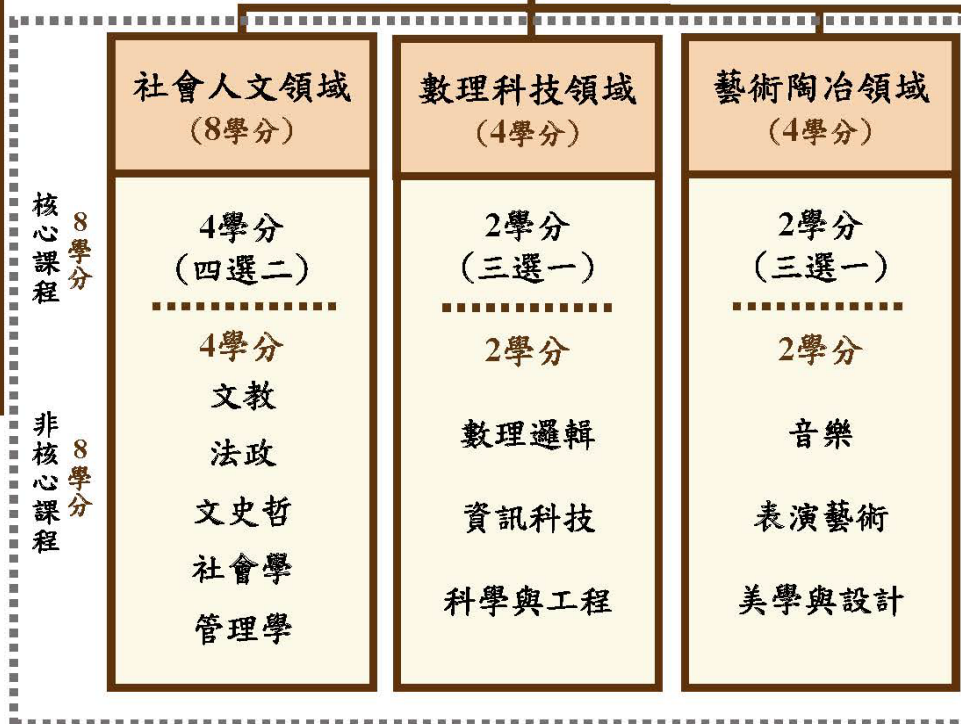 社會人文領域
(8學分)
數理科技領域
(4學分)
藝術陶冶領域
(4學分)
核心課程
8學分
4學分
(四選二)
2學分
(三選一)
2學分
(三選一)
非核心課程
8學分
4學分
文教
法政
文史哲
社會學
管理學
2學分
數理邏輯
資訊科技
科學與工程
2學分
音樂
表演藝術
美學與設計